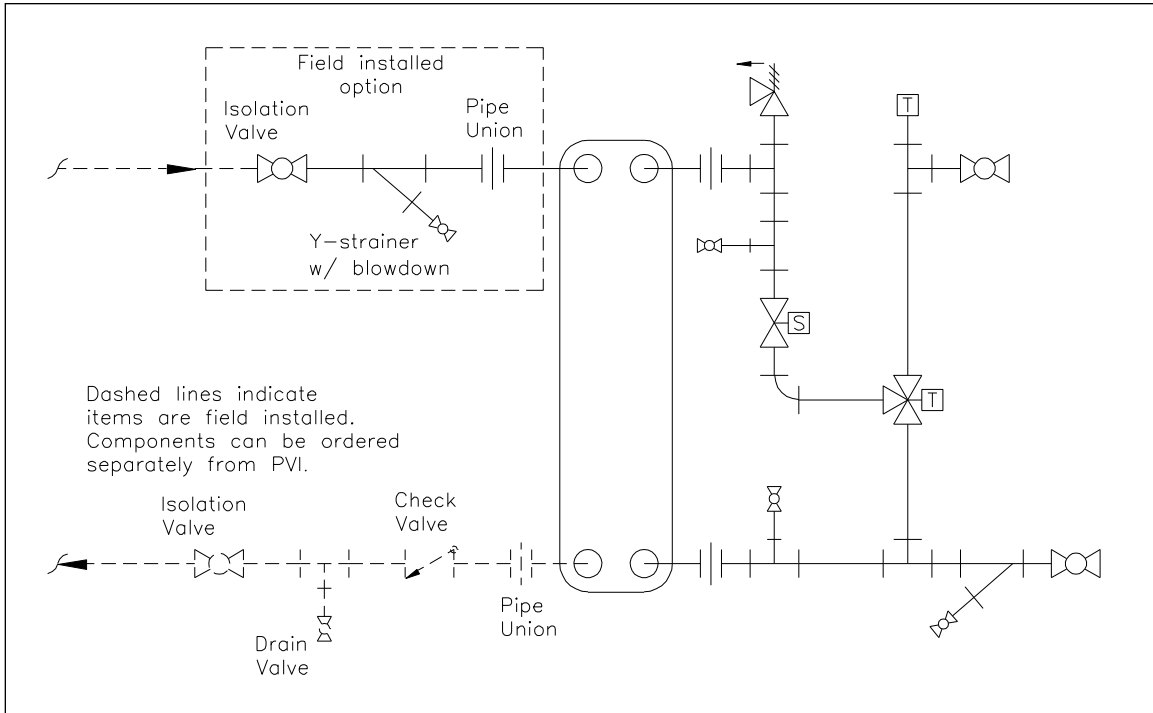 Field installed
option
Isolation
Valve
Pipe
Union
Y-strainer
w/ blowdown
T
S
T
Dashed lines indicate
items are field installed.
Components can be ordered
separately from PVI.
Isolation
Valve
Check
Valve
Pipe
Union
Drain
Valve